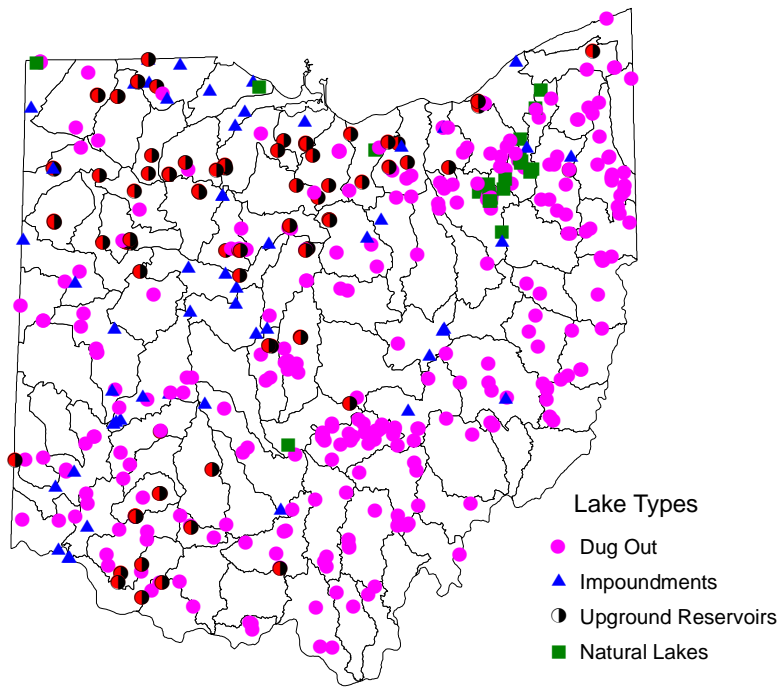 Lake Types
Dug Out
Impoundments
Upground Reservoirs
Natural Lakes